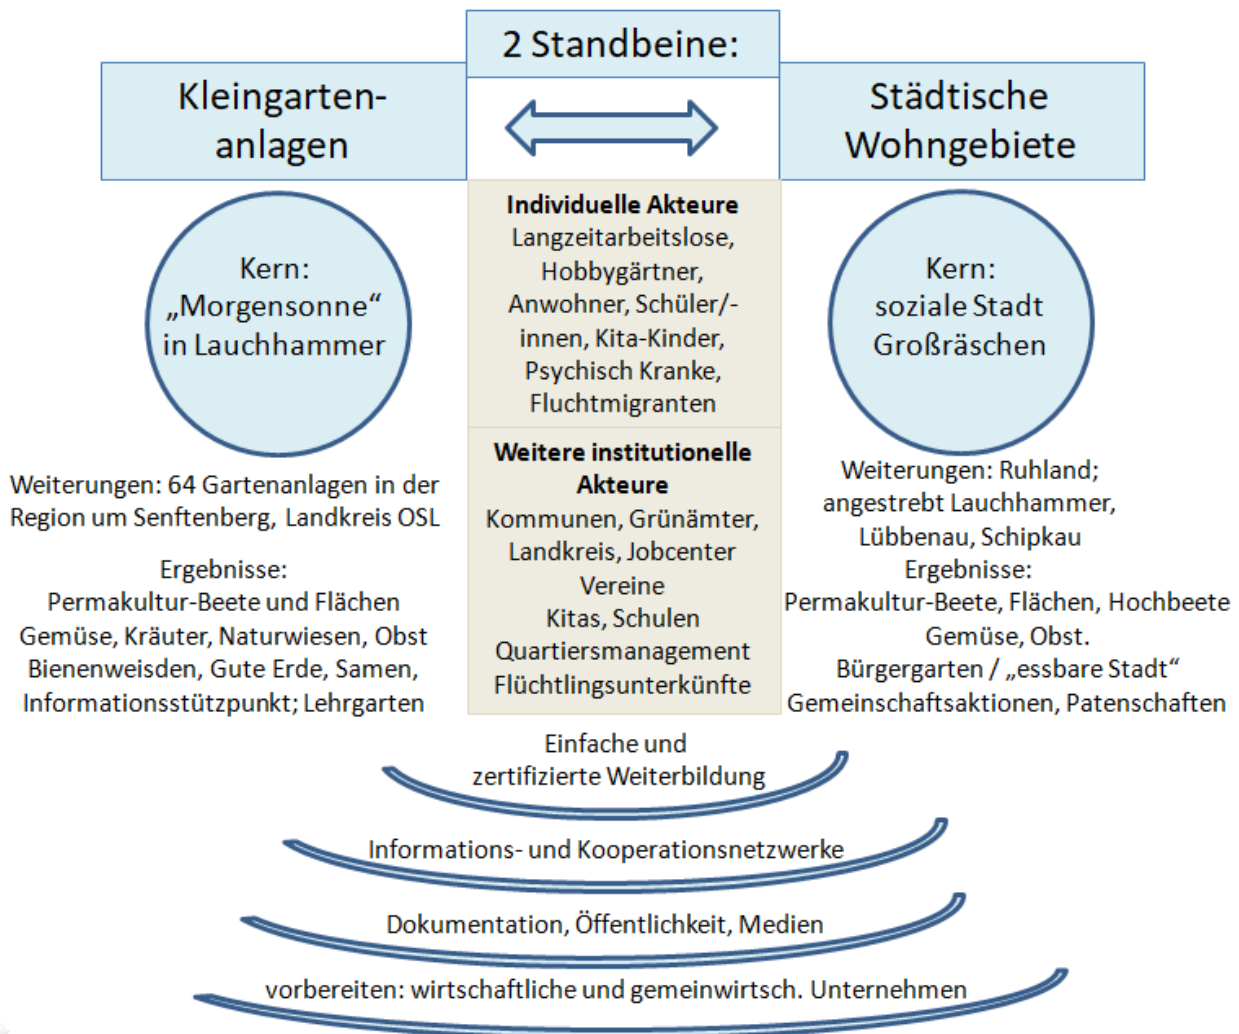 2 Standbeine:
Kleingarten-
anlagen
Städtische
Wohngebiete
Kern:
„Morgensonne“
in Lauchhammer
Weiterungen: 64 Gartenanlagen in der
Region um Senftenberg, Landkreis OSL
Ergebnisse:
Permakultur-Beete und Flächen
Gemüse, Kräuter, Naturwiesen, Obst
Bienenweisden, Gute Erde, Samen,
Informationsstützpunkt; Lehrgarten
Individuelle Akteure
Langzeitarbeitslose,
Hobbygärtner,
Anwohner, Schüler/-
innen, Kita-Kinder,
Psychisch Kranke,
Fluchtmigranten
Weitere institutionelle
Akteure
Kommunen, Grünämter,
Landkreis, Jobcenter
Vereine
Kitas, Schulen
Quartiersmanagement
Flüchtlingsunterkünfte
Kern:
soziale Stadt
Großräschen
Weiterungen: Ruhland;
angestrebt Lauchhammer,
Lübbenau, Schipkau
Ergebnisse:
Permakultur-Beete, Flächen, Hochbeete
Gemüse, Obst.
Bürgergarten / „essbare Stadt“
Gemeinschaftsaktionen, Patenschaften
Einfache und
zertifizierte Weiterbildung
Informations- und Kooperationsnetzwerke
Dokumentation, Öffentlichkeit, Medien
vorbereiten: wirtschaftliche und gemeinwirtsch. Unternehmen